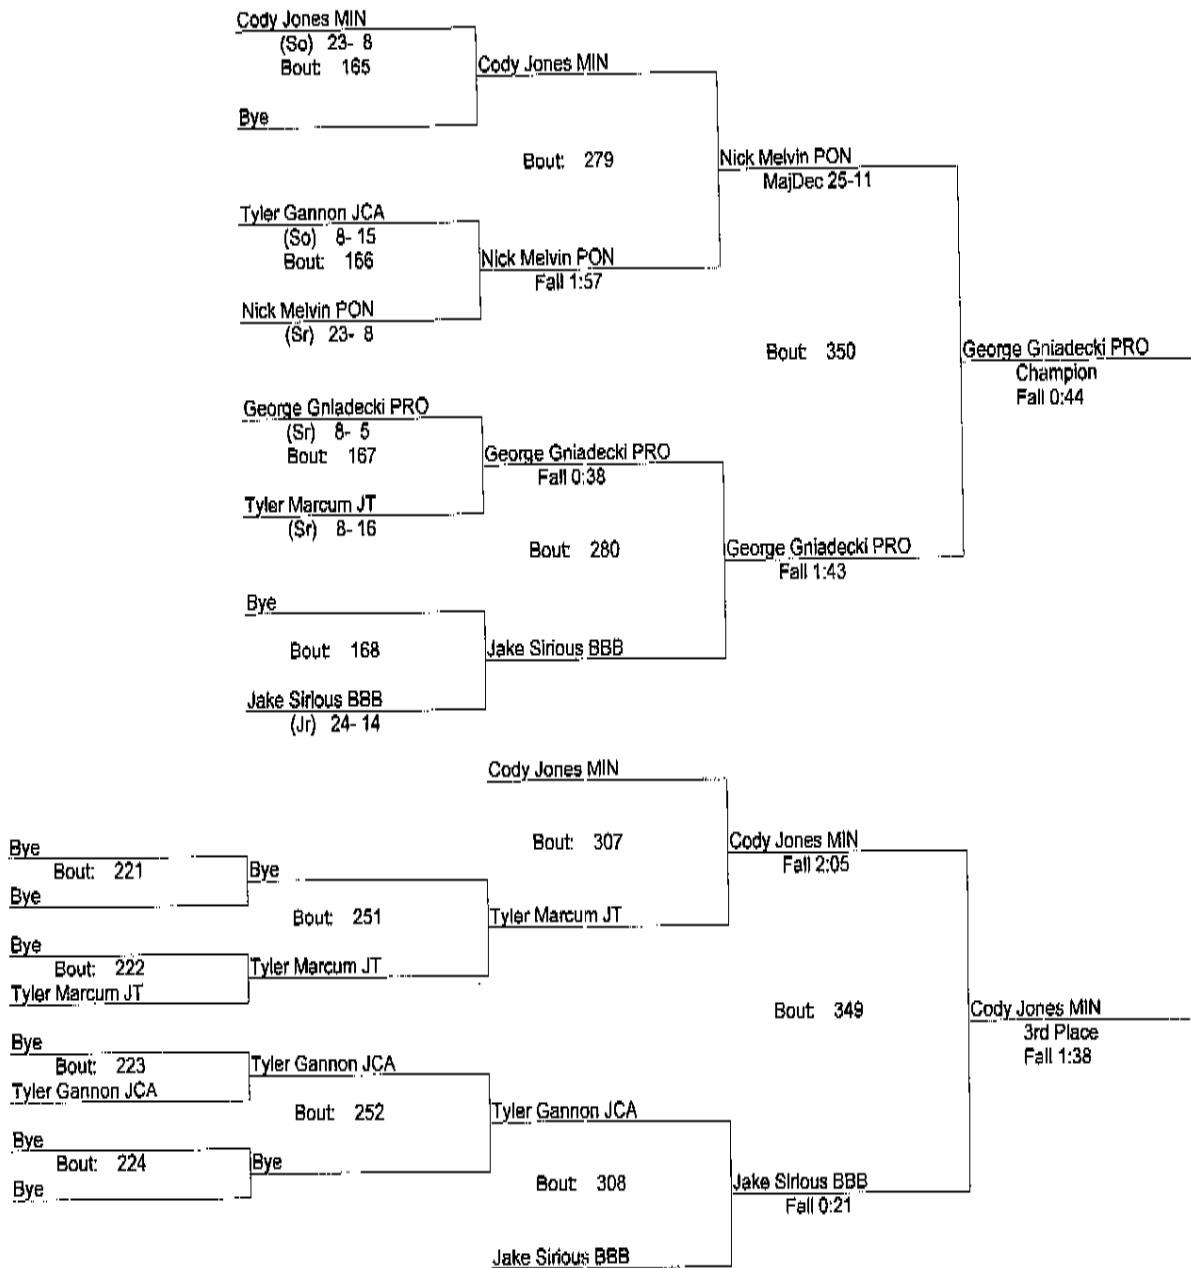 Cody Jones MIN
(So) 23- 8
Bout: 165
Cody Jones MIN
Bye
Bout: 279
Nick Melvin PON
MajDec 25-11
Tyler Gannon JCA
(So) 8- 15
Bout: 166
Nick Melvin PON
Fall 1:57
Nick Melvin PON
(Sr) 23- 8
Bout: 350
George Gniadecki PRO
Champion
Fall 0:44
George Gniadecki PRO
(Sr) 8- 5
Bout: 167
George Gniadecki PRO
Fall 0:38
Tyler Marcum JT
(Sr) 8- 16
Bout: 280
George Gniadecki PRO
Fall 1:43
Bye
Bout: 168
Jake Sirious BBB
Jake Sirious BBB
(Jr) 24- 14
Cody Jones MIN
Bout: 307
Cody Jones MIN
Fall 2:05
Bye
Bout: 221
Bye
Bye
Bout: 251
Tyler Marcum JT
Bye
Bout: 222
Tyler Marcum JT
Tyler Marcum JT
Bout: 349
Cody Jones MIN
3rd Place
Fall 1:38
Bye
Bout: 223
Tyler Gannon JCA
Tyler Gannon JCA
Bout: 252
Tyler Gannon JCA
Bye
Bout: 224
Bye
Bye
Bout: 308
Jake Sirious BBB
Fall 0:21
Jake Sirious BBB